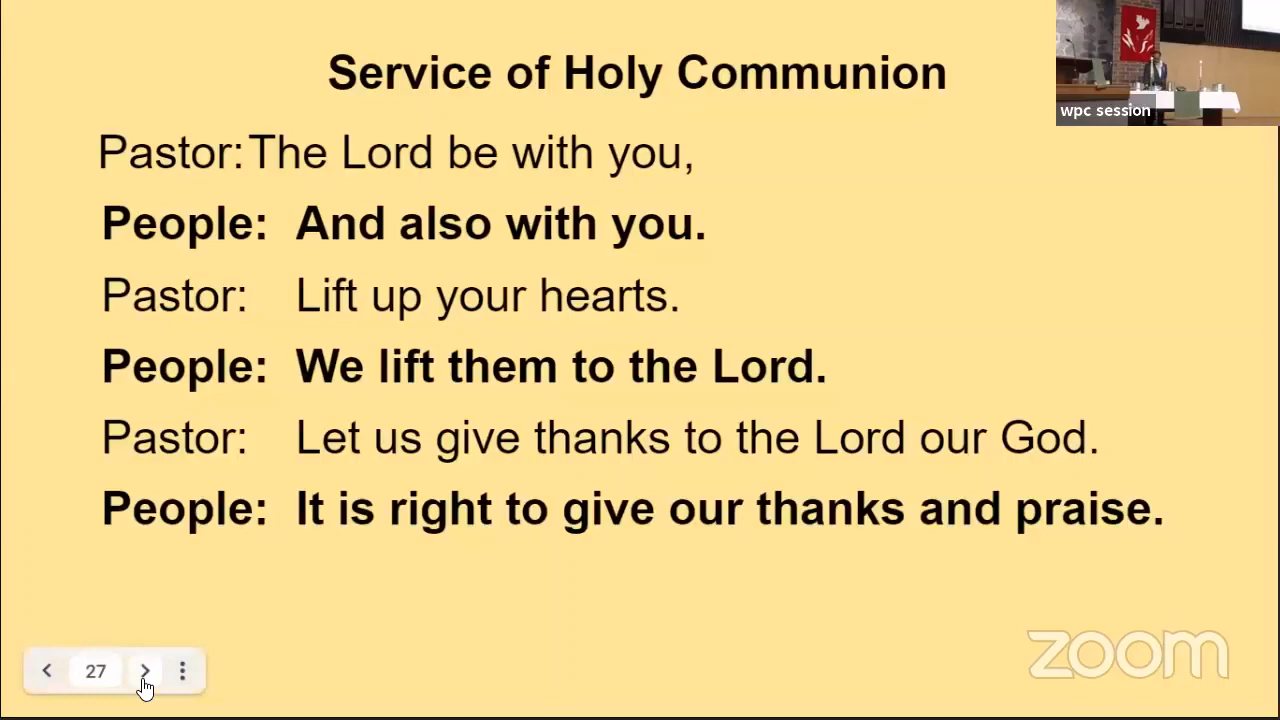 Service of Holy Communion
wpc session
Pastor: The Lord be with you,
People: And also with you.
Pastor: Lift up your hearts.
People: We lift them to the Lord.
Pastor: Let us give thanks to the Lord our God.
People: It is right to give our thanks and praise.
27
zoom